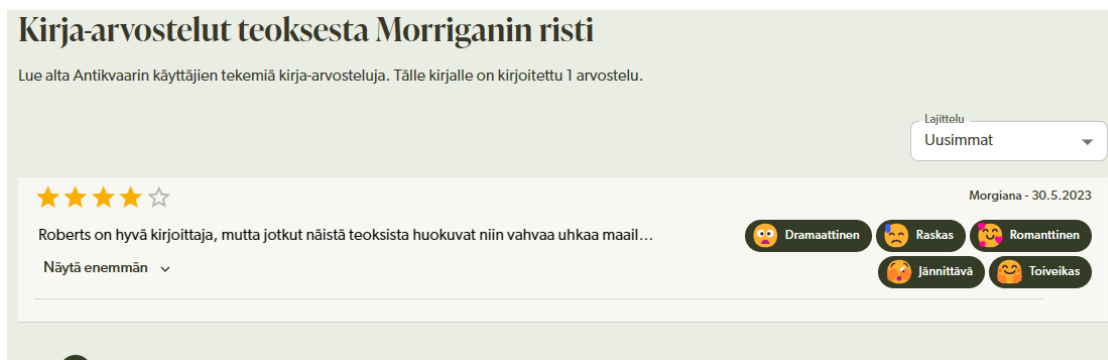 Kirja-arvostelut teoksesta Morriganin risti
Lue alta Antikvaarin käyttäjien tekemiä kirja-arvosteluja. Tälle kirjalle on kirjoitettu 1 arvostelu.
Lajittelu
Uusimmat
Morgiana - 30.5.2023
Roberts on hyvä kirjoittaja, mutta jotkut näistä teoksista huokuvat niin vahvaa uhkaa maail...
Dramaattinen Raskas Romanttinen
Näytä enemmän
Jännittävä Toiveikas